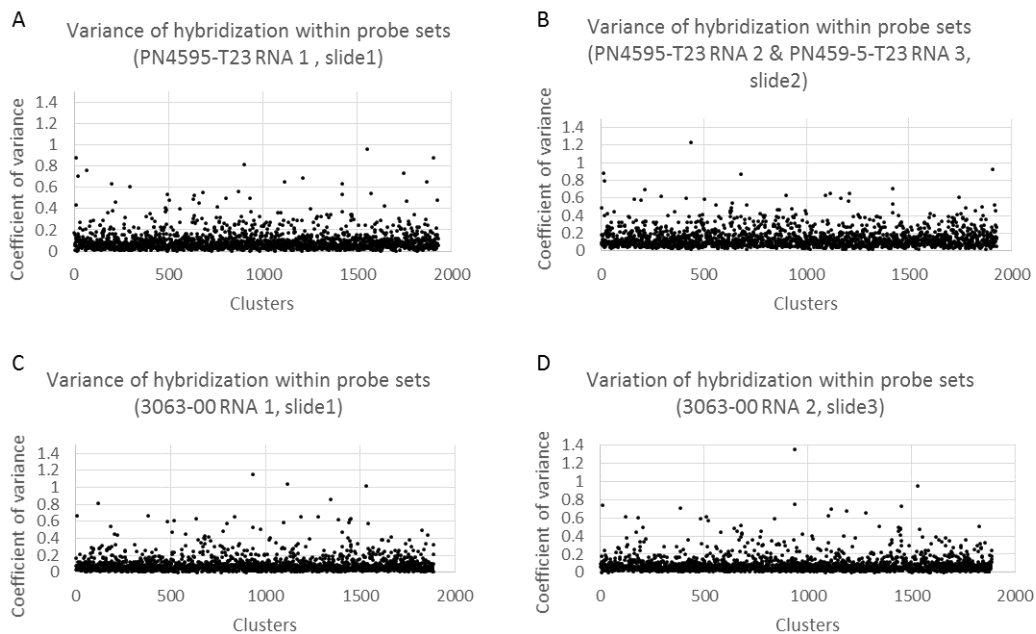 A
Variance of hybridization within probe sets
(PN4595-T23 RNA 1 , slide1)
Coefficient of variance
1.4
1.2
1
0.8
0.6
0.4
0.2
0
0
500
1000
1500
2000
Clusters
B
Variance of hybridization within probe sets
(PN4595-T23 RNA 2 & PN459-5-T23 RNA 3,
slide2)
Coefficient of variance
1.4
1.2
1
0.8
0.6
0.4
0.2
0
0
500
1000
1500
2000
Clusters
C
Variance of hybridization within probe sets
(3063-00 RNA 1, slide1)
Coefficient of variance
1.4
1.2
1
0.8
0.6
0.4
0.2
0
0
500
1000
1500
2000
Clusters
D
Variation of hybridization within probe sets
(3063-00 RNA 2, slide3)
Coefficient of variance
1.4
1.2
1
0.8
0.6
0.4
0.2
0
0
500
1000
1500
2000
Clusters